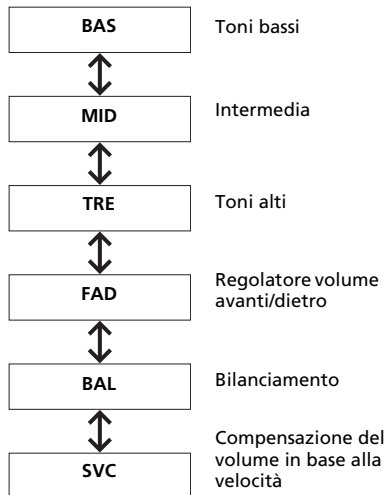 BAS
Toni bassi
MID
Intermedia
TRE
Toni alti
FAD
Regolatore volume
avanti/dietro
BAL
Bilanciamento
SVC
Compensazione del
volume in base alla
velocità